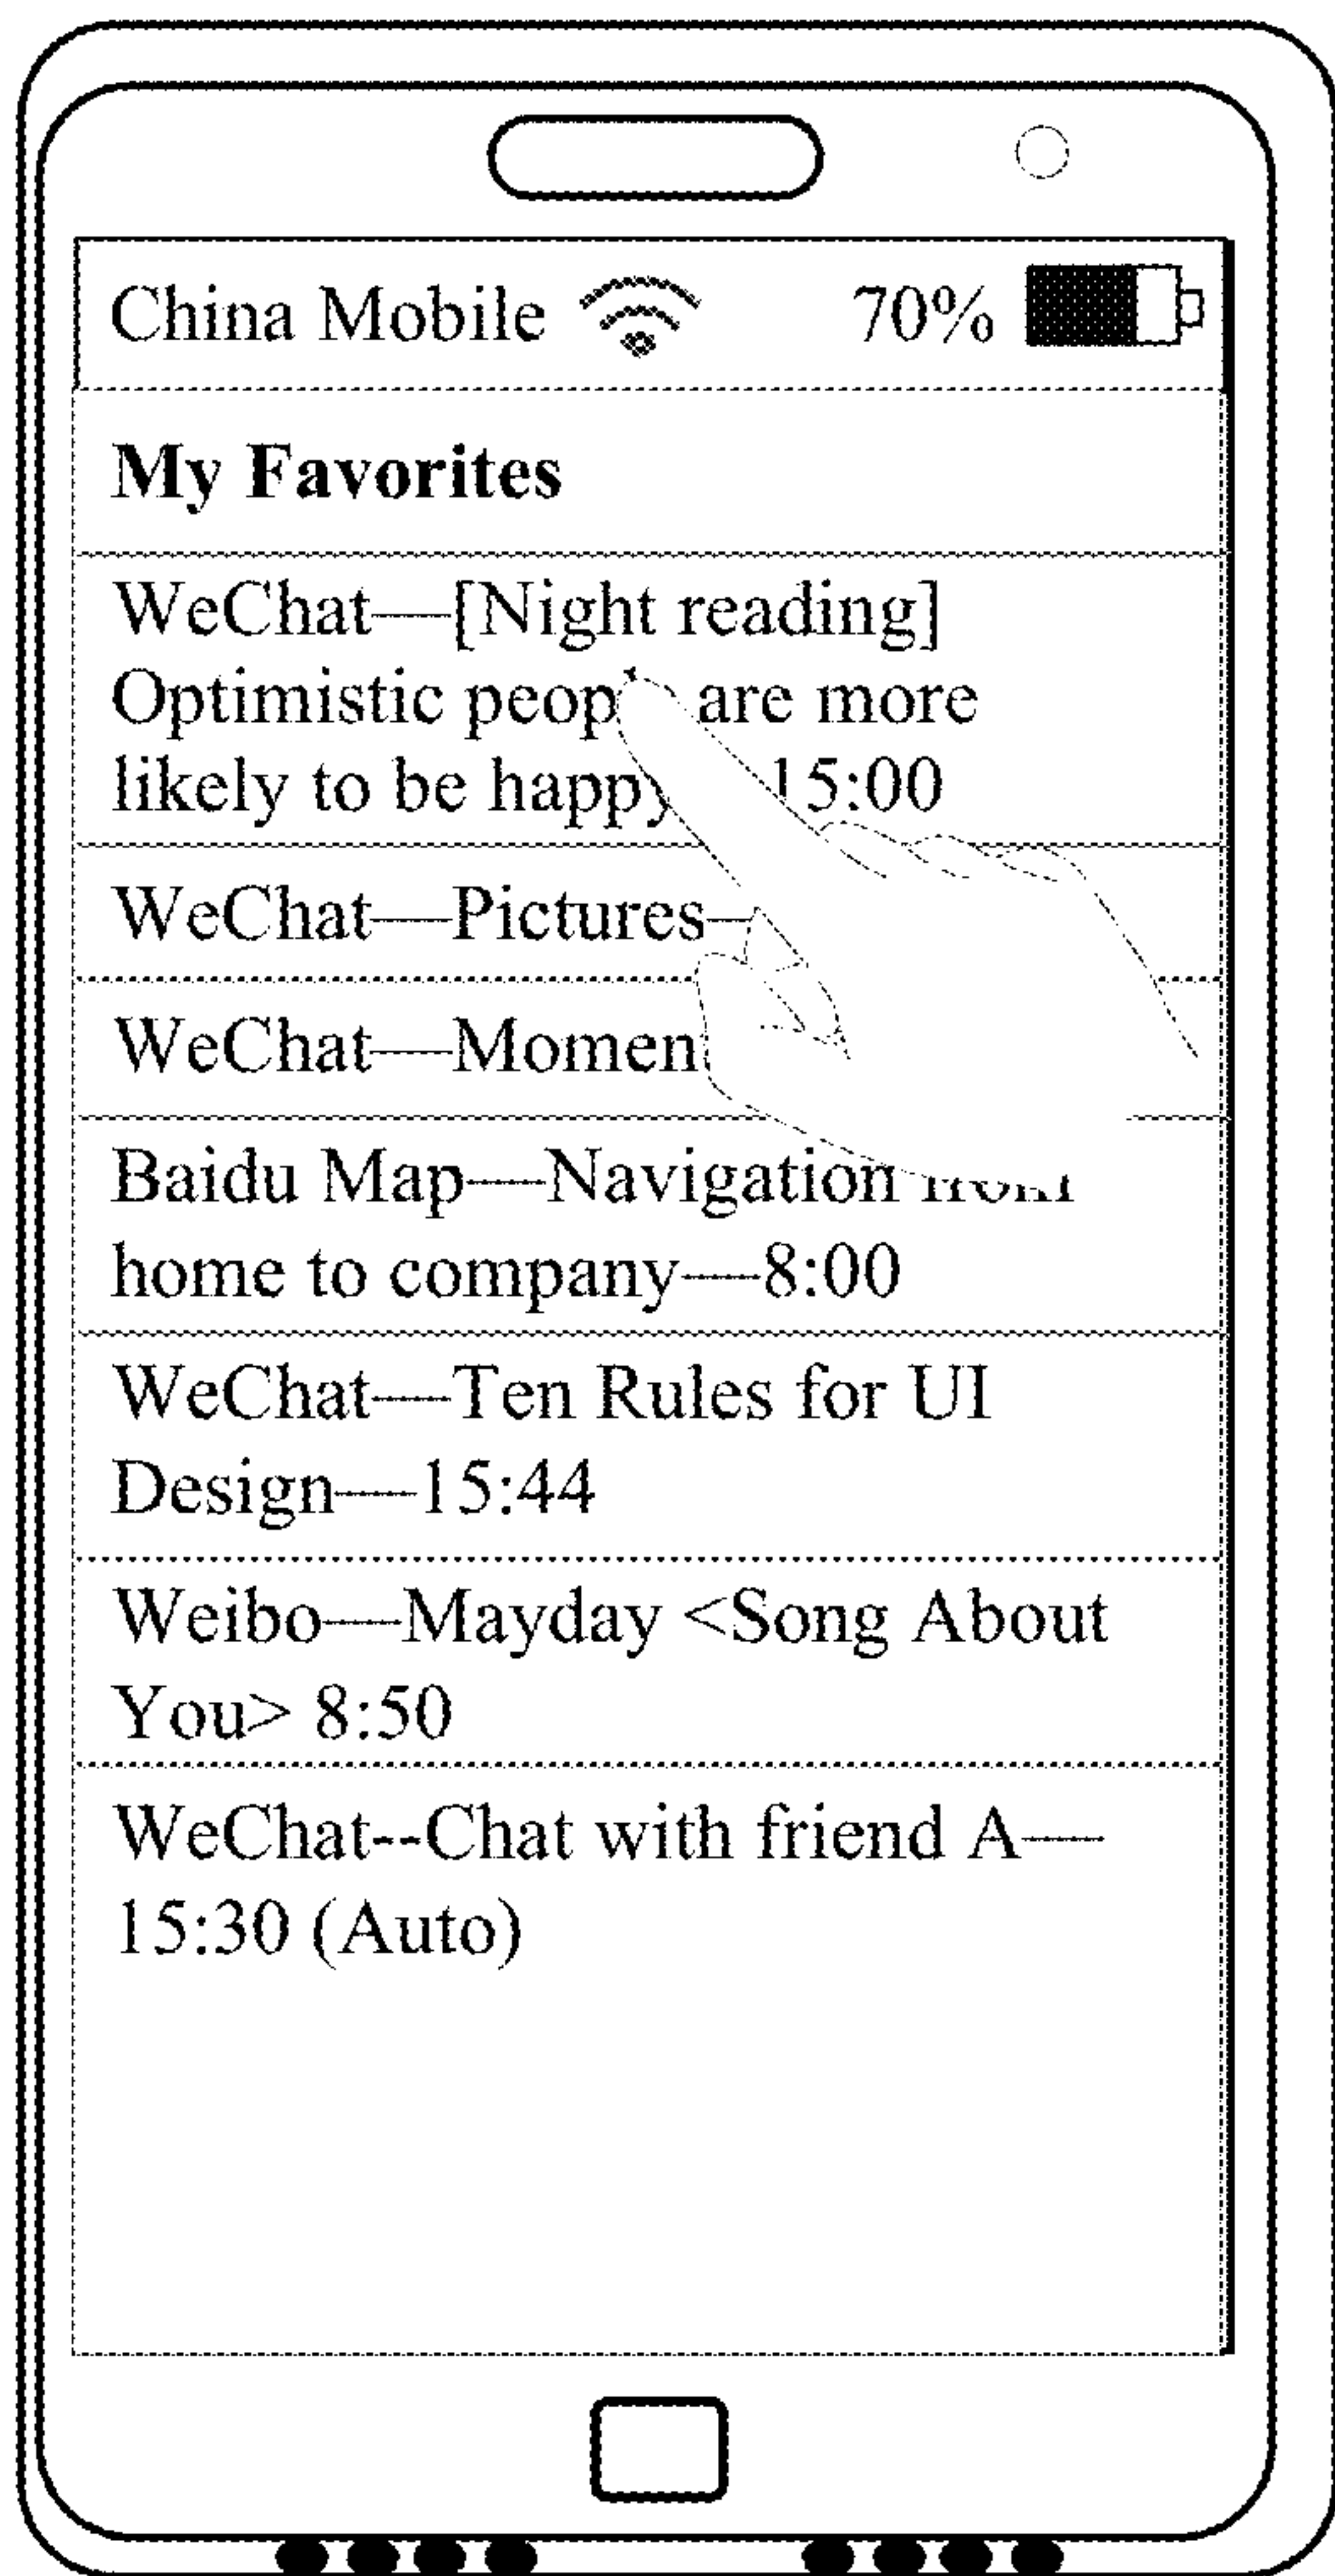 China Mobile 70%
My Favorites
WeChat—[Night reading]
Optimistic are more
likely to be happy 15:00
WeChat—Pictures—
WeChat—
Baidu Map—Navigation from
home to company—8:00
WeChat—Ten Rules for UI
Design—15:44
Weibo—Mayday <Song About
You> 8:50
WeChat--Chat with friend A—
15:30 (Auto)